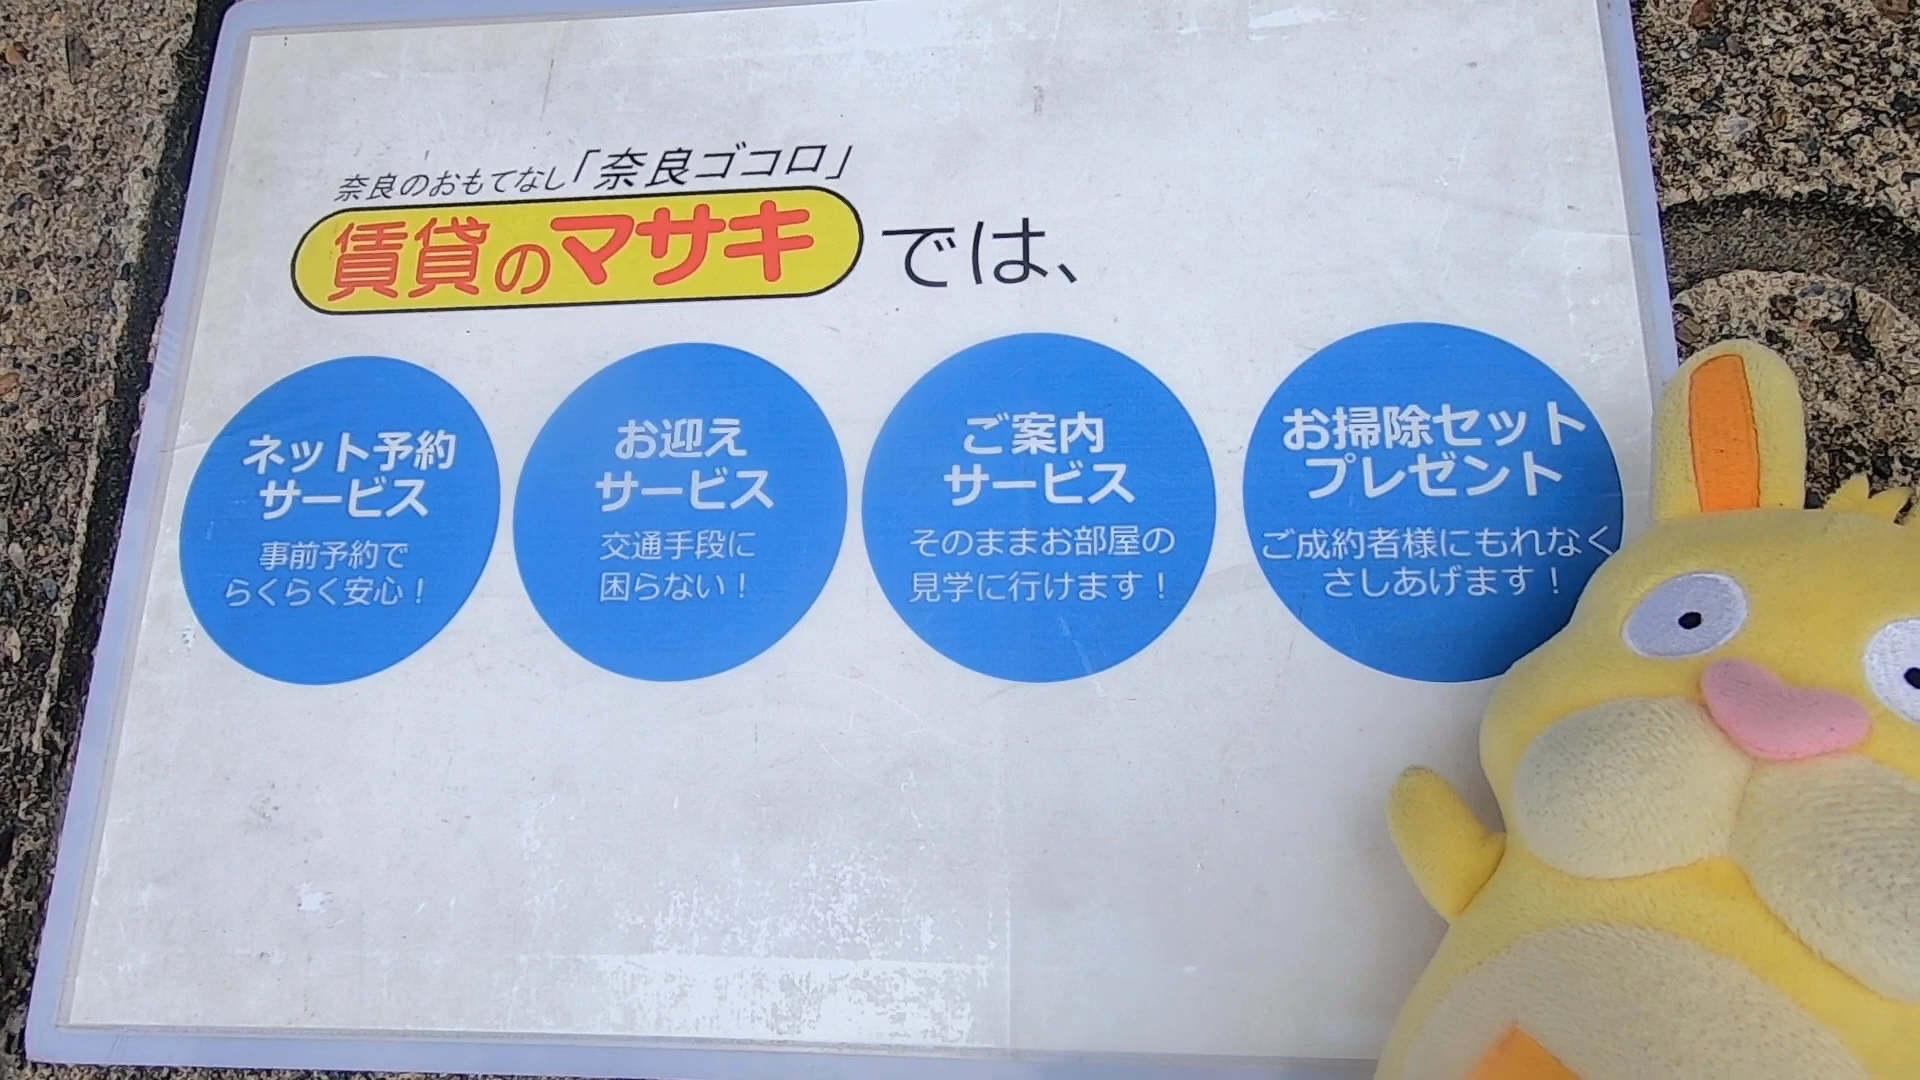 奈良のおもてなし「奈良ゴコロ」
賃貸のマサキでは、
ネット予約
サービス
事前予約で
らくらく安心！
お迎え
サービス
交通手段に
困らない！
ご案内
サービス
そのままお部屋の
見学に行けます！
お掃除セット
プレゼント
ご成約者様にもれなく
さしあげます！